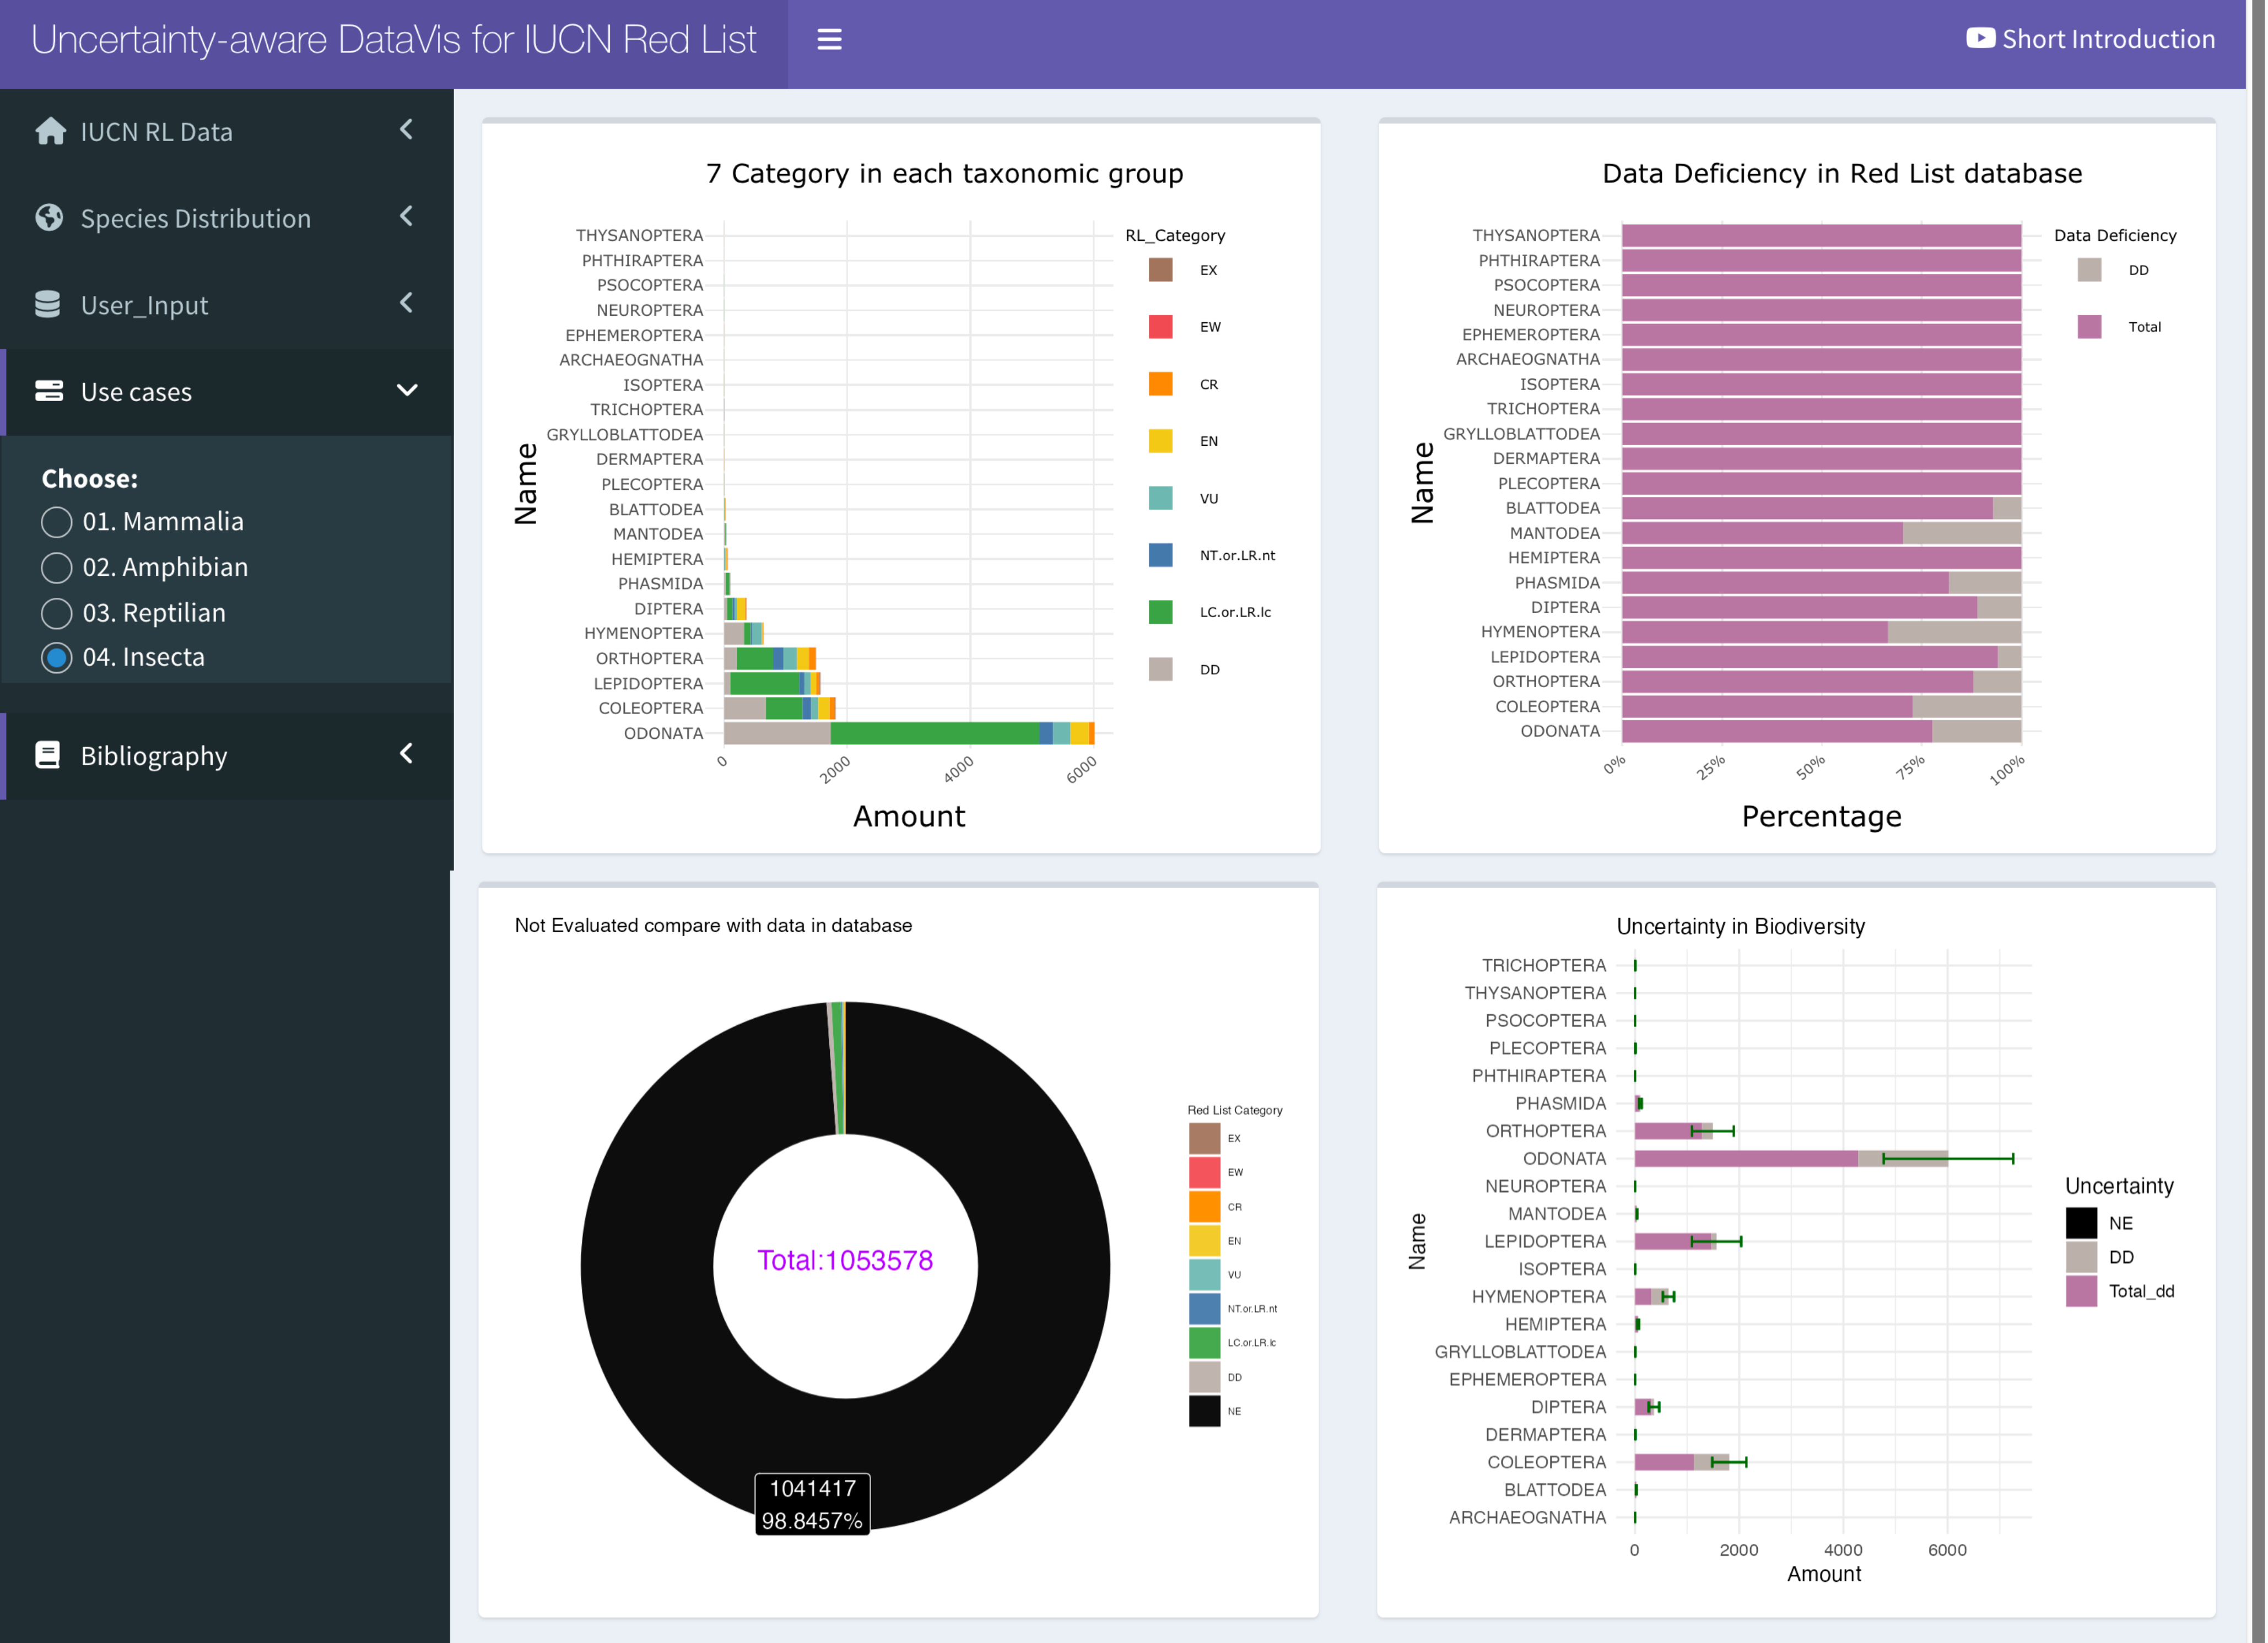 Uncertainty-aware DataVis for IUCN Red List
Short Introduction
IUCN RL Data
Species Distribution
User_Input
Use cases
Choose:
01. Mammalia
02. Amphibian
03. Reptilian
04. Insecta
Bibliography
7 Category in each taxonomic group
Name
THYSANOPTERA
PHTHIRAPTERA
PSOCOPTERA
NEUROPTERA
EPHEMEROPTERA
ARCHAEOGNATHA
ISOPTERA
TRICHOPTERA
GRYLLOBLATTODEA
DERMAPTERA
PLECOPTERA
BLATTODEA
MANTODEA
HEMIPTERA
PHASMIDA
DIPTERA
HYMENOPTERA
ORTHOPTERA
LEPIDOPTERA
COLEOPTERA
ODONATA
0 2000 4000 6000
Amount
RL_Category
EX
EW
CR
EN
VU
NT.or.LR.nt
LC.or.LR.lc
DD
Data Deficiency in Red List database
Name
THYSANOPTERA
PHTHIRAPTERA
PSOCOPTERA
NEUROPTERA
EPHEMEROPTERA
ARCHAEOGNATHA
ISOPTERA
TRICHOPTERA
GRYLLOBLATTODEA
DERMAPTERA
PLECOPTERA
BLATTODEA
MANTODEA
HEMIPTERA
PHASMIDA
DIPTERA
HYMENOPTERA
LEPIDOPTERA
ORTHOPTERA
COLEOPTERA
ODONATA
0% 25% 50% 75% 100%
Percentage
Data Deficiency
DD
Total
Not Evaluated compare with data in database
Total:1053578
1041417
98.8457%
Red List Category
EX
EW
CR
EN
VU
NT.or.LR.nt
LC.or.LR.lc
DD
NE
Uncertainty in Biodiversity
Name
TRICHOPTERA
THYSANOPTERA
PSOCOPTERA
PLECOPTERA
PHTHIRAPTERA
PHASMIDA
ORTHOPTERA
ODONATA
NEUROPTERA
MANTODEA
LEPIDOPTERA
ISOPTERA
HYMENOPTERA
HEMIPTERA
GRYLLOBLATTODEA
EPHEMEROPTERA
DIPTERA
DERMAPTERA
COLEOPTERA
BLATTODEA
ARCHAEOGNATHA
0 2000 4000 6000
Amount
Uncertainty
NE
DD
Total_dd